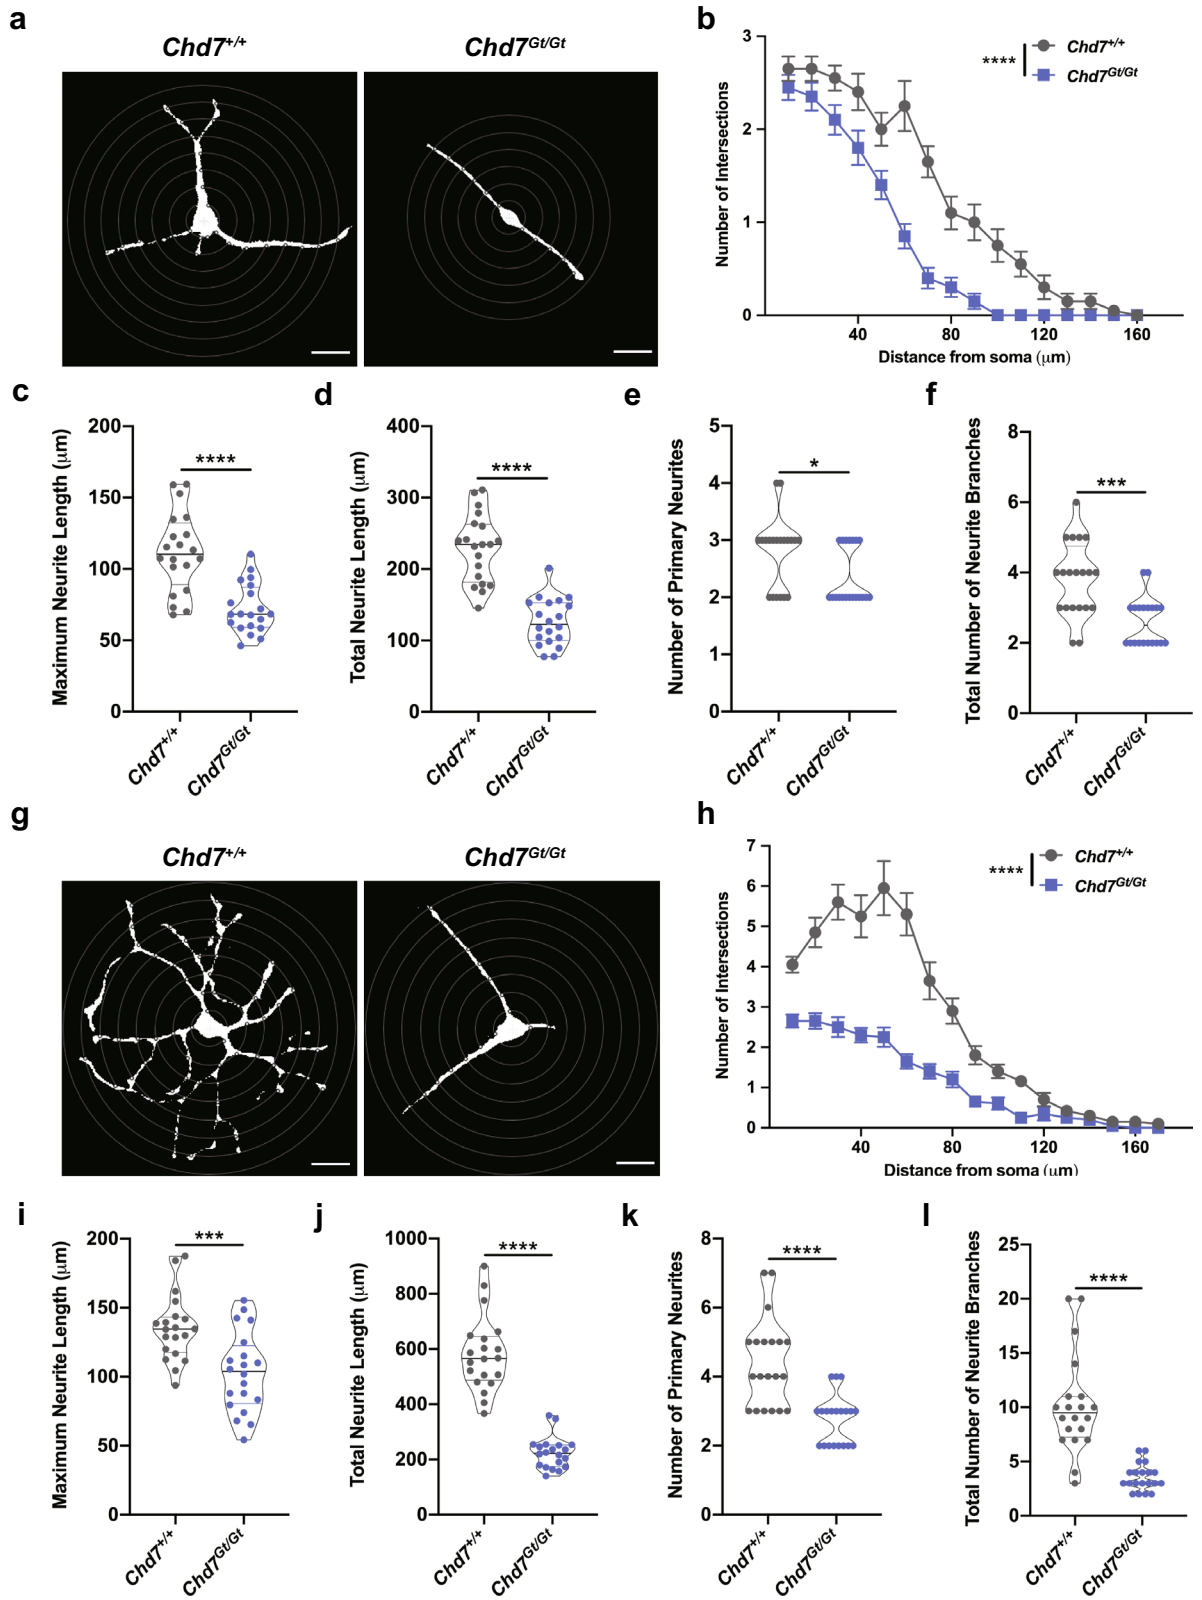 a
Chd7+/+
Chd7Gt/Gt
b
3
2
1
0
Number of Intersections
40
80
120
160
Distance from soma (μm)
****
Chd7+/+
Chd7Gt/Gt
c
200
150
100
50
0
Maximum Neurite Length (μm)
****
Chd7+/+
Chd7Gt/Gt
d
400
300
200
100
0
Total Neurite Length (μm)
****
Chd7+/+
Chd7Gt/Gt
e
5
4
3
2
1
0
Number of Primary Neurites
*
Chd7+/+
Chd7Gt/Gt
f
8
6
4
2
0
Total Number of Neurite Branches
***
Chd7+/+
Chd7Gt/Gt
g
Chd7+/+
Chd7Gt/Gt
h
7
6
5
4
3
2
1
0
Number of Intersections
40
80
120
160
Distance from soma (μm)
****
Chd7+/+
Chd7Gt/Gt
i
200
150
100
50
0
Maximum Neurite Length (μm)
***
Chd7+/+
Chd7Gt/Gt
j
1000
800
600
400
200
0
Total Neurite Length (μm)
****
Chd7+/+
Chd7Gt/Gt
k
8
6
4
2
0
Number of Primary Neurites
****
Chd7+/+
Chd7Gt/Gt
l
25
20
15
10
5
0
Total Number of Neurite Branches
****
Chd7+/+
Chd7Gt/Gt